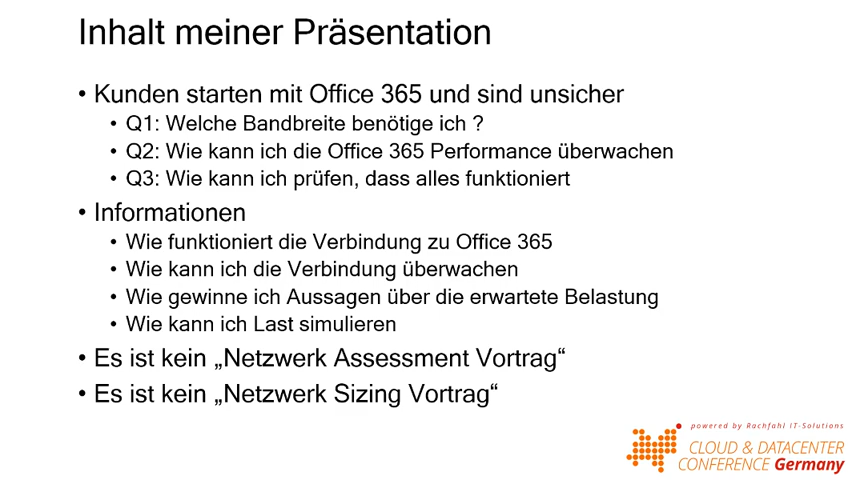 Inhalt meiner Präsentation
• Kunden starten mit Office 365 und sind unsicher
• Q1: Welche Bandbreite benötige ich ?
• Q2: Wie kann ich die Office 365 Performance überwachen
• Q3: Wie kann ich prüfen, dass alles funktioniert
• Informationen
• Wie funktioniert die Verbindung zu Office 365
• Wie kann ich die Verbindung überwachen
• Wie gewinne ich Aussagen über die erwartete Belastung
• Wie kann ich Last simulieren
• Es ist kein „Netzwerk Assessment Vortrag“
• Es ist kein „Netzwerk Sizing Vortrag“
powered by Rachfahl IT-Solutions
CLOUD & DATACENTER
CONFERENCE Germany